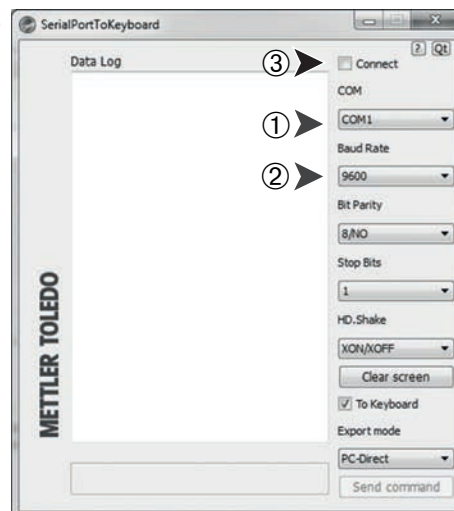 SerialPortToKeyboard
? Qt
Data Log
③
Connect
COM
①
COM1
Baud Rate
②
9600
Bit Parity
8/NO
Stop Bits
1
HD.Shake
XON/XOFF
Clear screen
To Keyboard
Export mode
PC-Direct
Send command
METTLER TOLEDO